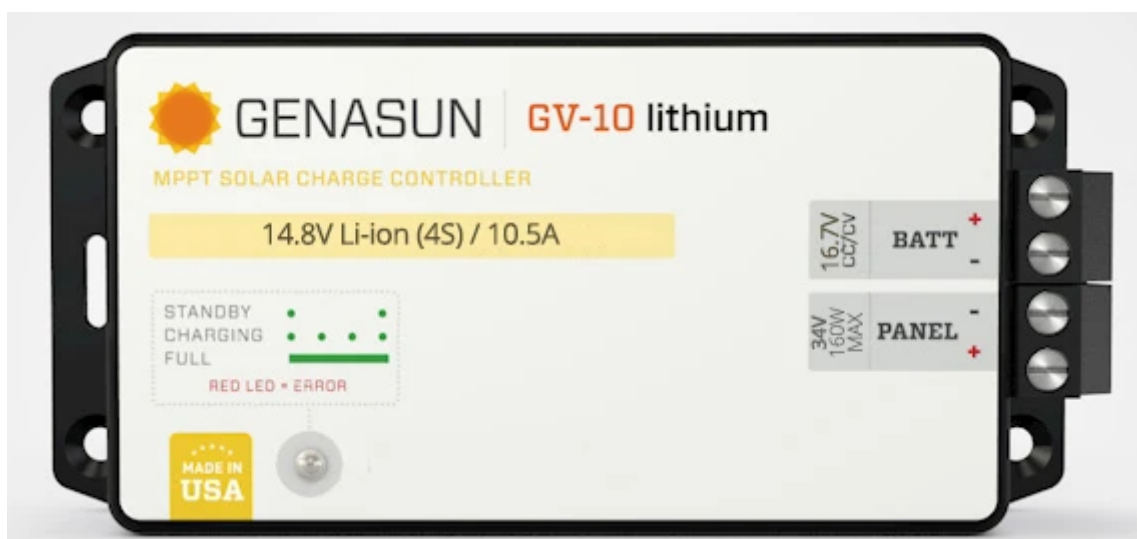 GENASUN GV-10 lithium
MPPT SOLAR CHARGE CONTROLLER
14.8V Li-ion (4S) / 10.5A
16.7V
CC/CV
BATT + -
34V
160W
MAX
PANEL - +
STANDBY
CHARGING
FULL
RED LED = ERROR
MADE IN
USA